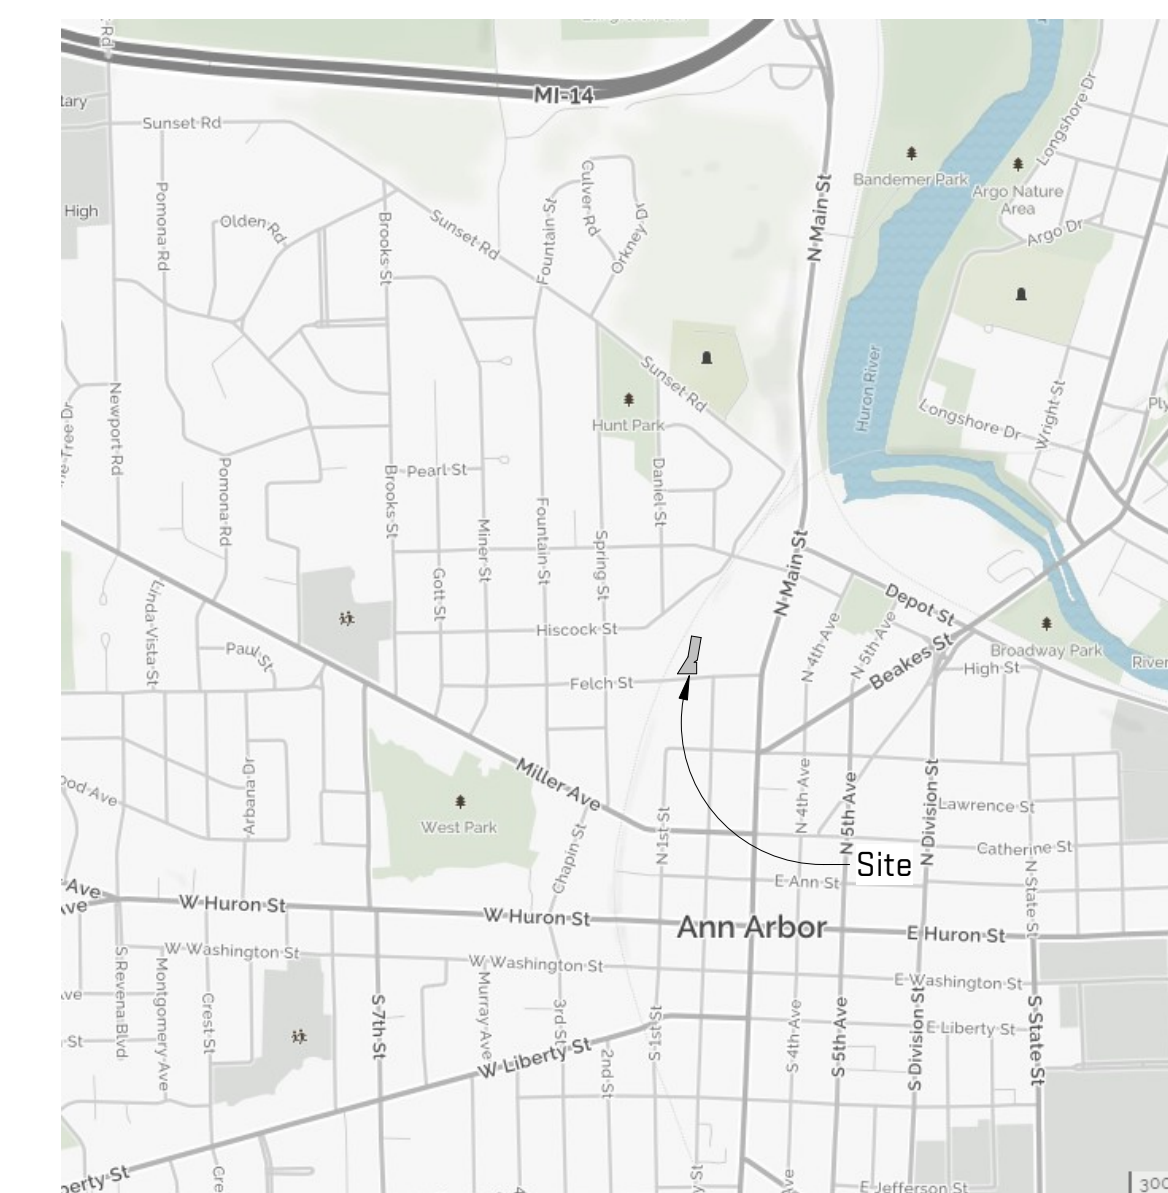 MI-14
Sunset Rd
Pomona Rd
Olden Rd
Brooks St
Sunset Rd
Fountain St
Culver Rd
Orkney Dr
N Main St
Bandemer Park
Argo Nature
Area
Longshore Dr
Argo Dr
High
Newport Rd
Hunt Park
Sunset Rd
Huron River
Longshore Dr
Wright St
Pearl St
Pomona Rd
Brooks St
Miner St
Fountain St
Spring St
Daniel St
Gott St
N Main St
Linda Vista St
Paul St
Hiscock St
Felch St
Depot St
Beakes St
N 4th Ave
N 5th Ave
Broadway Park
High St
River
Miller Ave
West Park
Arbana Dr
Chapin St
N 1st St
N 4th Ave
N 5th Ave
N Division St
Lawrence St
Catherine St
N State St
Site
E Ann St
Ave
W Huron St
W Huron St
Ann Arbor
E Huron St
W Washington St
W Washington St
E Washington St
S Revena Blvd
Montgomery Ave
Crest St
S 7th St
Murray Ave
3rd St
2nd St
S 1st St
W Liberty St
S 4th Ave
S 5th Ave
S Division St
E Liberty St
S State St
E Jefferson St
300